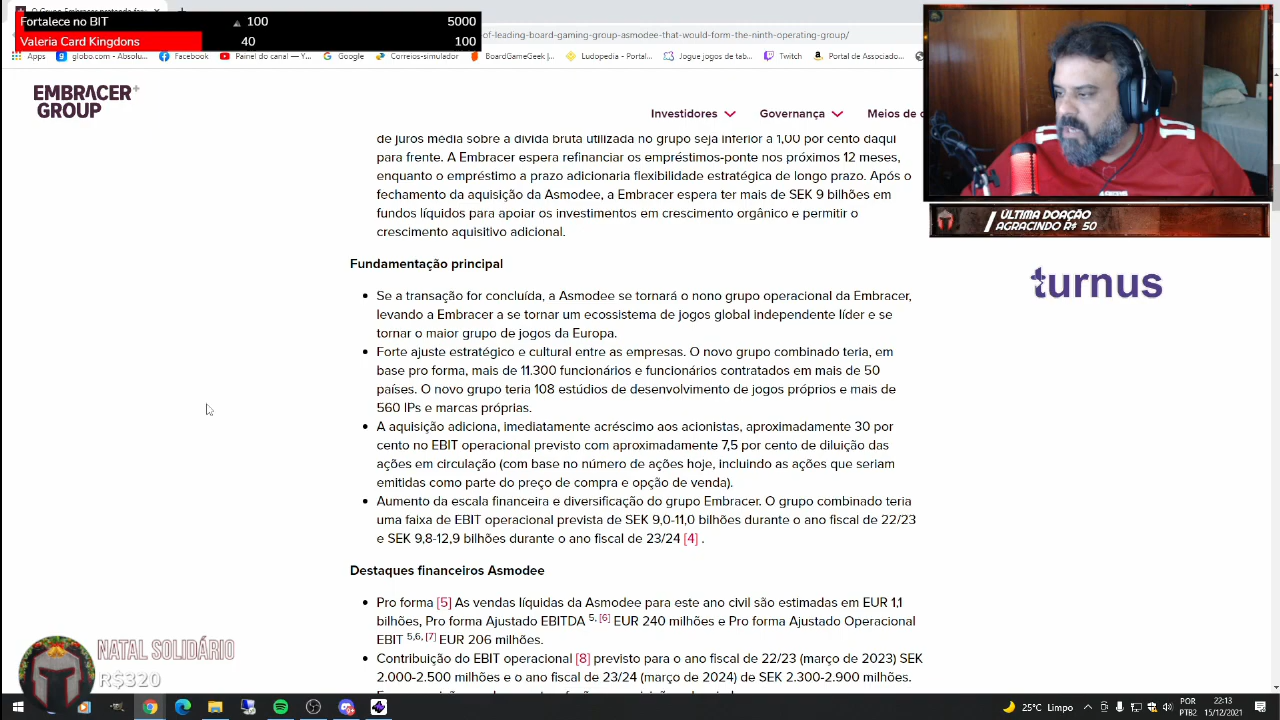 Fortalece no BIT 100 5000
Valeria Card Kingdons 40 100
of-leading-board-gaming-group-asmodee-that-would-form-the-ninth-operating-group/
Apps globo.com - Absolu... Facebook Painel do canal — Y... Google Correios-simulador BoardGameGeek |... Ludopedia - Portal... Jogue jogos de tab... Twitch Portal de Associado...
EMBRACER+
GROUP
Investidores Governança Meios de c
de juros média sobre a dívida bruta utilizada no grupo seja inferior a 1,00 por cento daqui
para frente. A Embracer espera refinanciar os empréstimos-ponte nos próximos 12 meses,
enquanto o empréstimo a prazo adicionaria flexibilidade estratégica de longo prazo. Após o
fechamento da aquisição da Asmodee, a Embracer espera ter mais de SEK 9 bilhões em
fundos líquidos para apoiar os investimentos em crescimento orgânico e permitir o
crescimento aquisitivo adicional.
ÚLTIMA DOAÇÃO
AGRACINDO R$ 50
turnus
Fundamentação principal
• Se a transação for concluída, a Asmodee se tornará o nono grupo operacional da Embracer,
levando a Embracer a se tornar um ecossistema de jogos global independente líder e se
tornar o maior grupo de jogos da Europa.
• Forte ajuste estratégico e cultural entre as empresas. O novo grupo combinado teria, em
base pro forma, mais de 11.300 funcionários e funcionários contratados em mais de 50
países. O novo grupo teria 108 estúdios de desenvolvimento de jogos próprios e mais de
560 IPs e marcas próprias.
• A aquisição adiciona, imediatamente acréscimo aos acionistas, aproximadamente 30 por
cento no EBIT operacional previsto com aproximadamente 7,5 por cento de diluição das
ações em circulação (com base no número de ações hoje, incluindo as ações que seriam
emitidas como parte do preço de compra e opção de venda).
• Aumento da escala financeira e diversificação do grupo Embracer. O grupo combinado teria
uma faixa de EBIT operacional prevista de SEK 9,0-11,0 bilhões durante o ano fiscal de 22/23
e SEK 9,8-12,9 bilhões durante o ano fiscal de 23/24 [4] .
Destaques financeiros Asmodee
• Pro forma [5] As vendas líquidas da Asmodee para este ano civil são estimadas em EUR 1,1
bilhões, Pro forma Ajustado EBITDA 5, [6] EUR 240 milhões e Pro forma Ajustado Operacional
EBIT 5,6, [7] EUR 206 milhões.
• Contribuição do EBIT operacional [8] previsto para o ano fiscal de 22/23 (março de 2023) SEK
2.000-2.500 milhões e o ano fiscal de 23/24 (março de 2024) de SEK 2.300-2.900 milhões.
NATAL SOLIDÁRIO
R$320
25°C Limpo POR 22:13
PTB2 15/12/2021